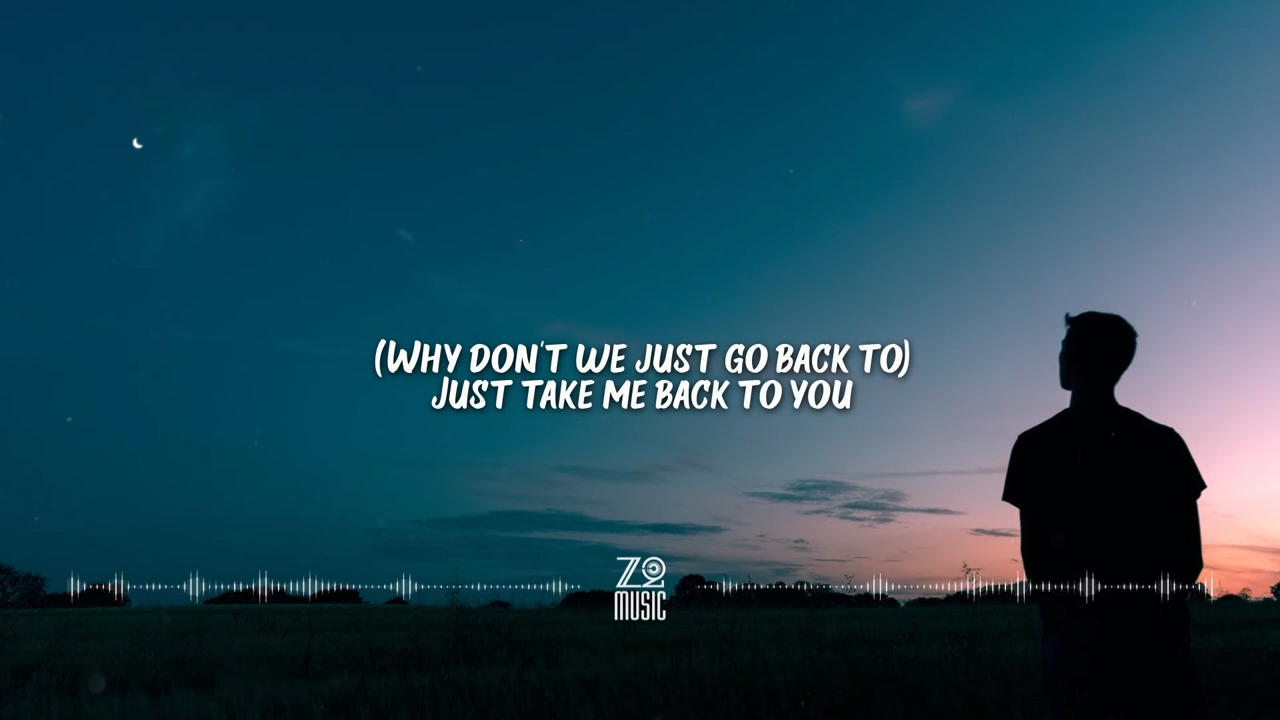 (WHY DON'T WE JUST GO BACK TO)
JUST TAKE ME BACK TO YOU
Z2
MUSIC